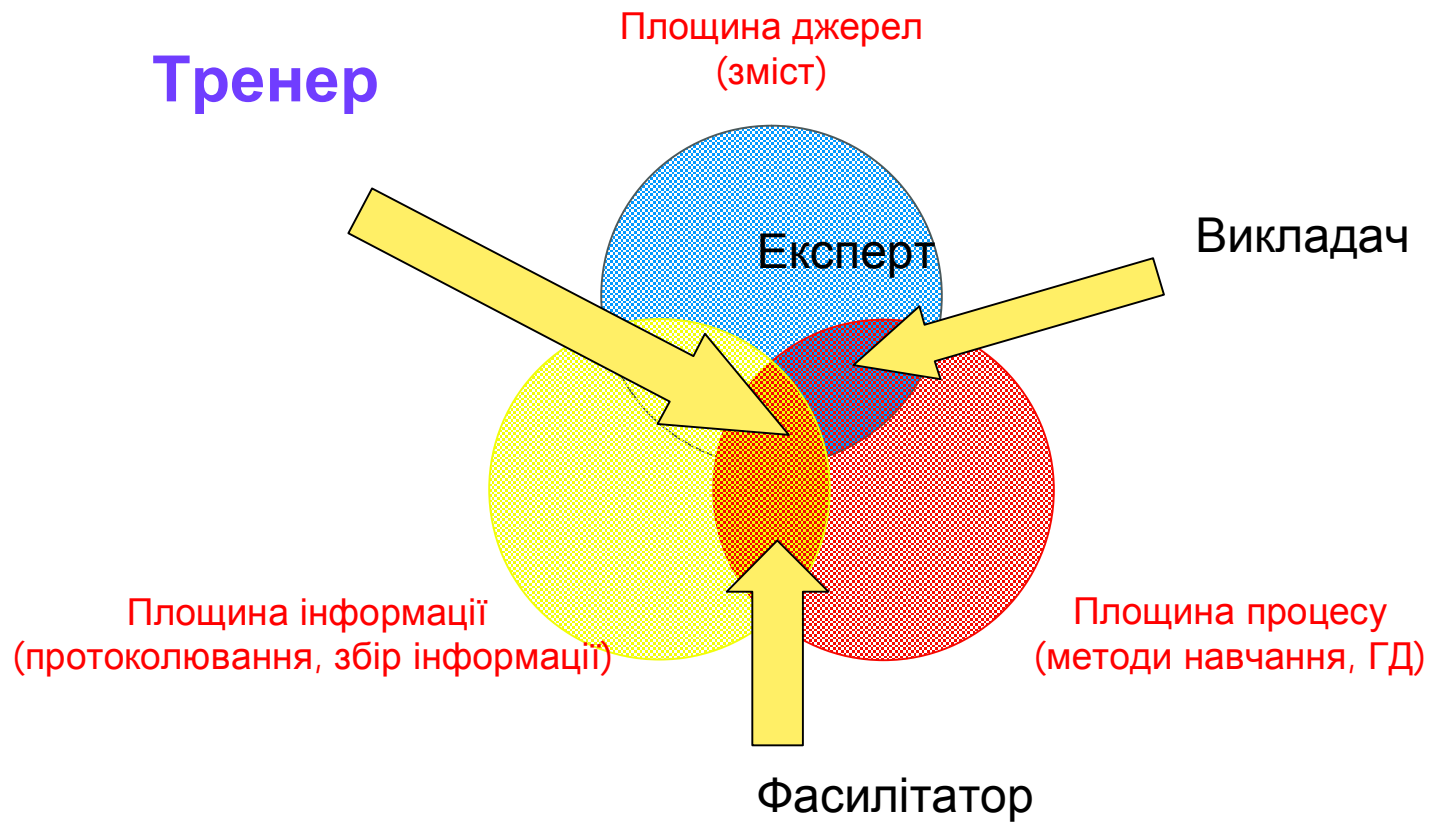 Площина джерел
(зміст)
Тренер
Експерт
Викладач
Площина інформації
(протоколювання, збір інформації)
Площина процесу
(методи навчання, ГД)
Фасилітатор